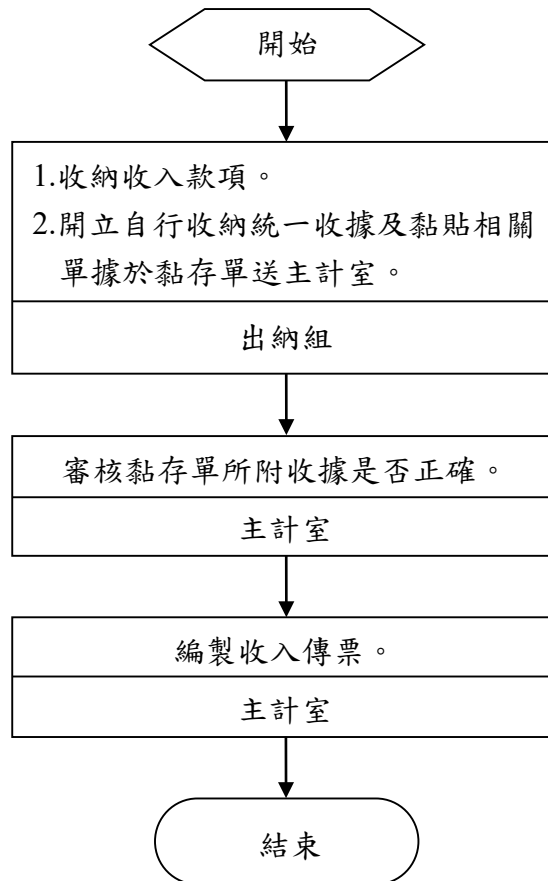 開始
1.收納收入款項。
2.開立自行收納統一收據及黏貼相關
單據於黏存單送主計室。
出納組
審核黏存單所附收據是否正確。
主計室
編製收入傳票。
主計室
結束